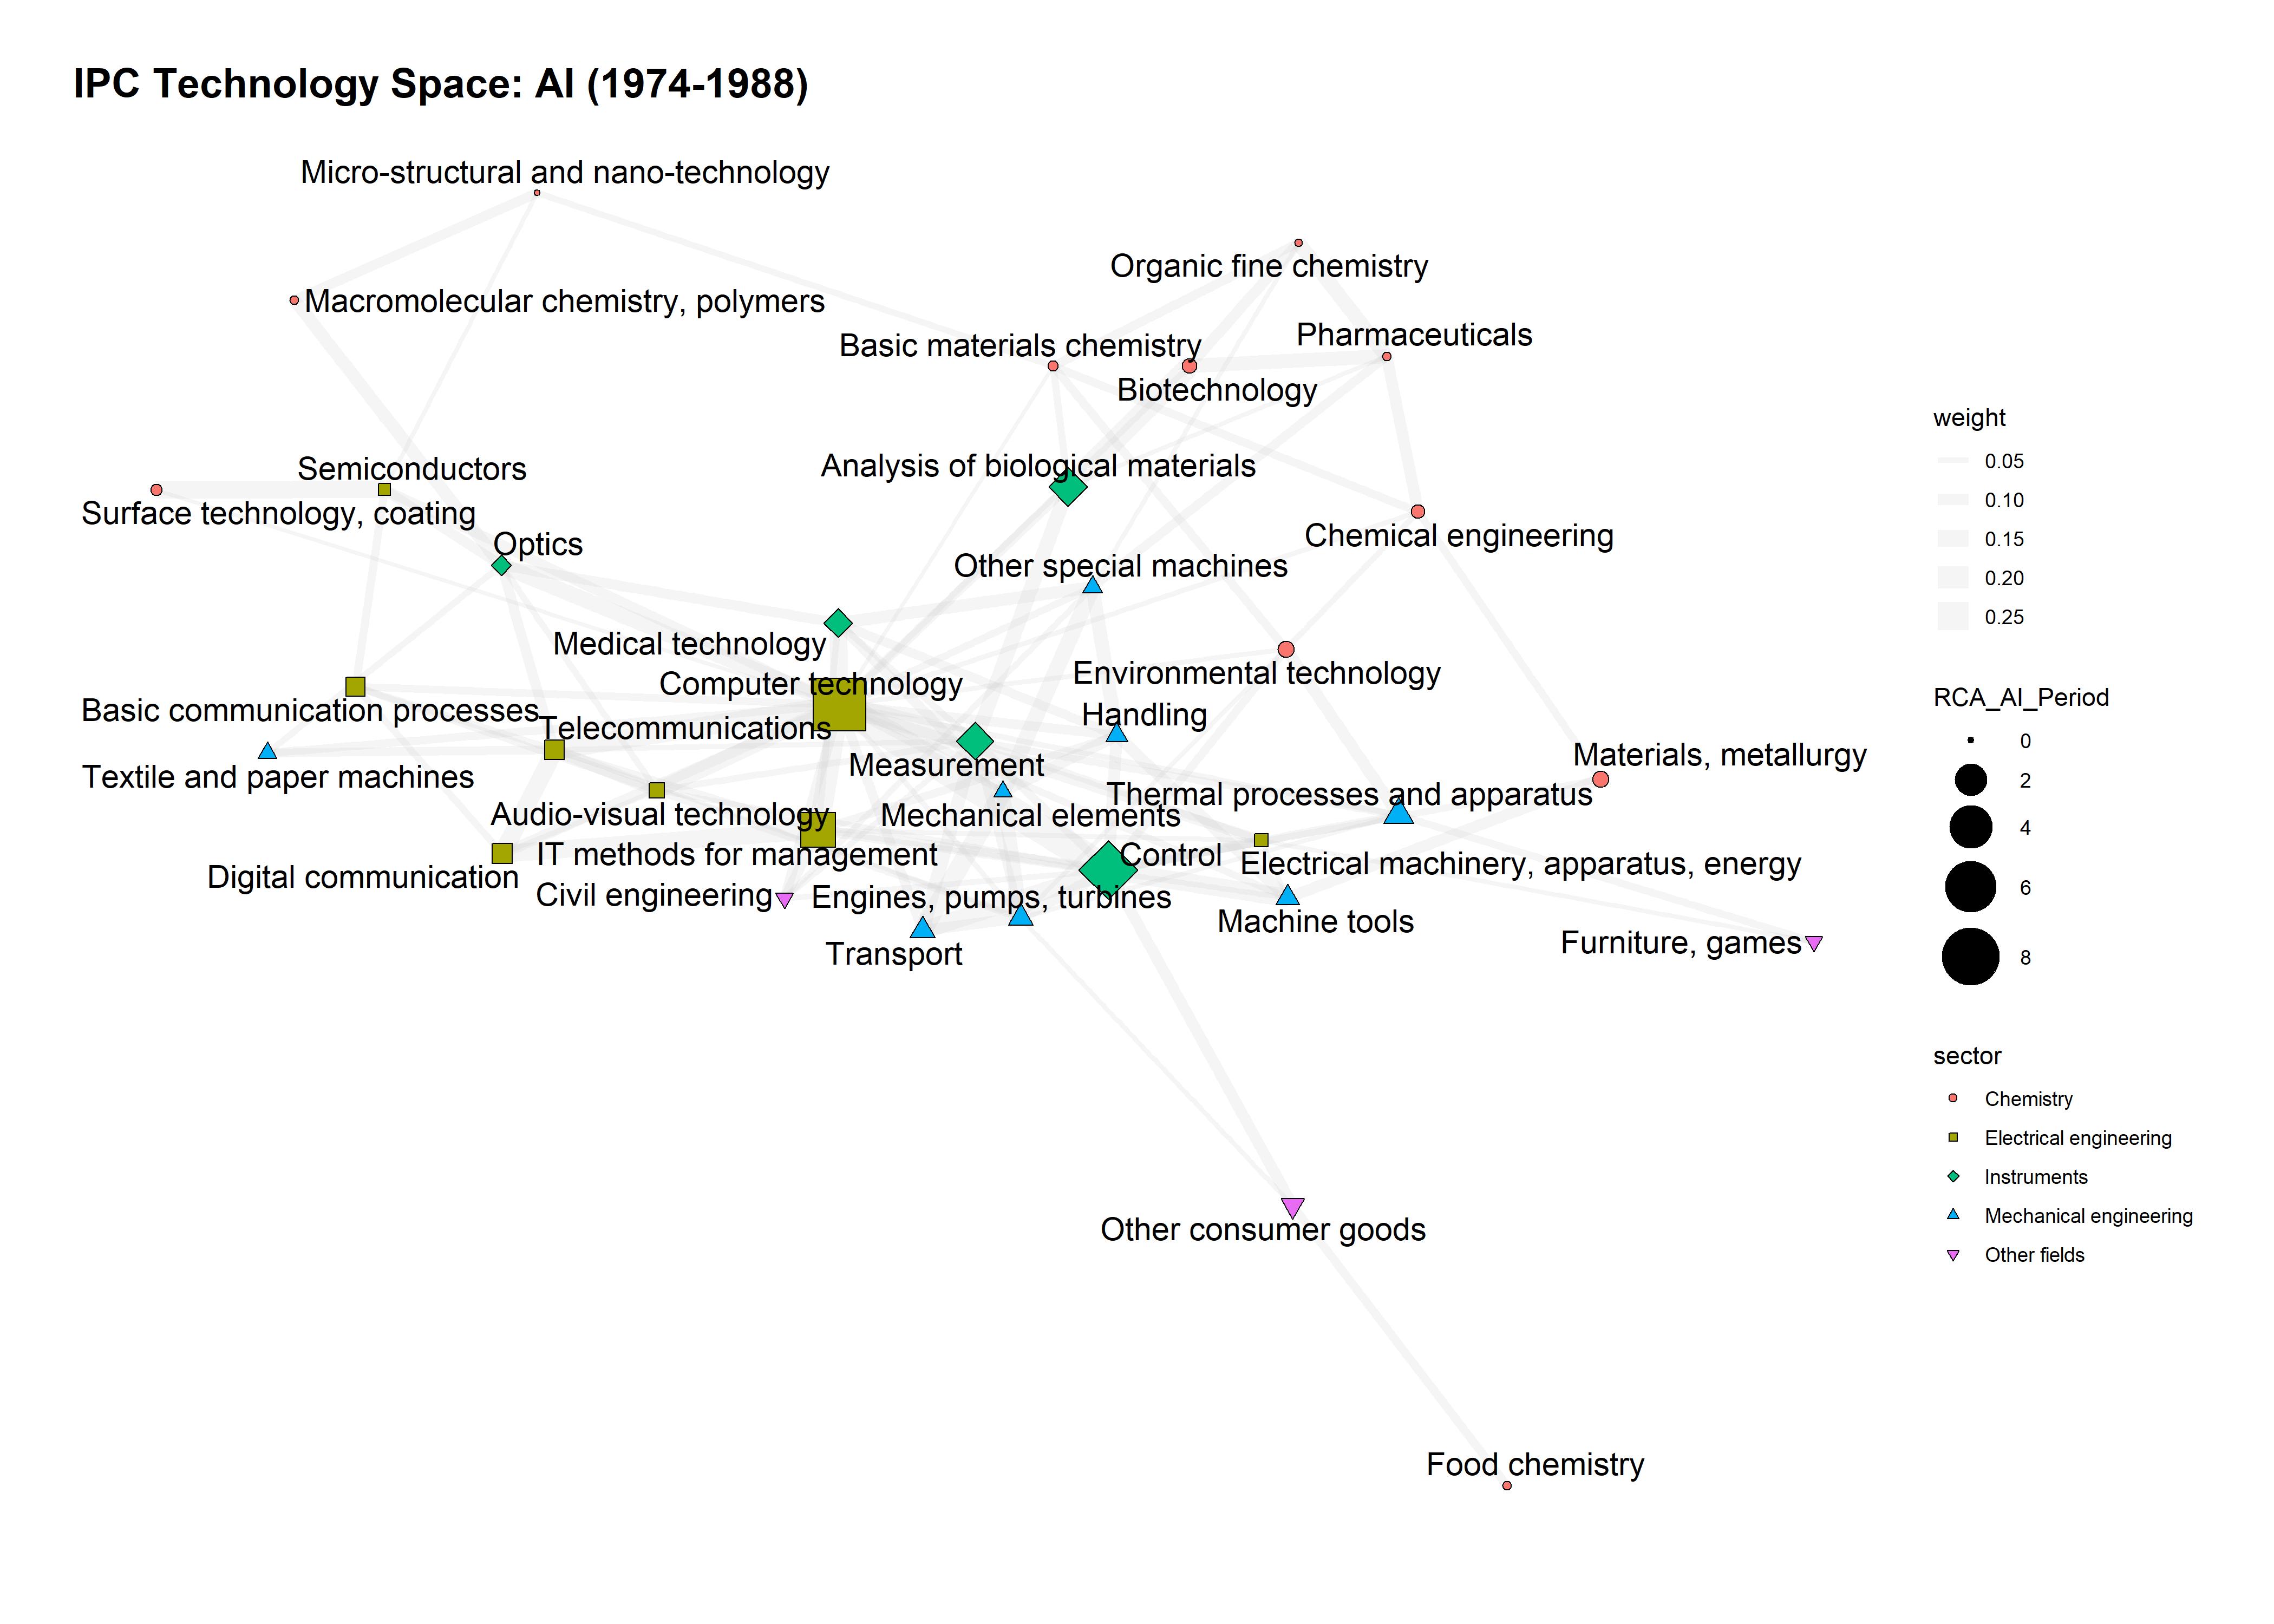 IPC Technology Space: AI (1974-1988)
Micro-structural and nano-technology
Organic fine chemistry
Macromolecular chemistry, polymers
Pharmaceuticals
Basic materials chemistry
Biotechnology
Analysis of biological materials
Semiconductors
Surface technology, coating
Optics
Chemical engineering
Other special machines
Medical technology
Environmental technology
Computer technology
Basic communication processes
Handling
Telecommunications
Materials, metallurgy
Measurement
Textile and paper machines
Thermal processes and apparatus
Audio-visual technology
Mechanical elements
IT methods for management
Control
Electrical machinery, apparatus, energy
Digital communication
Civil engineering
Engines, pumps, turbines
Machine tools
Furniture, games
Transport
Other consumer goods
Food chemistry
weight
0.05
0.10
0.15
0.20
0.25
RCA_AI_Period
0
2
4
6
8
sector
Chemistry
Electrical engineering
Instruments
Mechanical engineering
Other fields